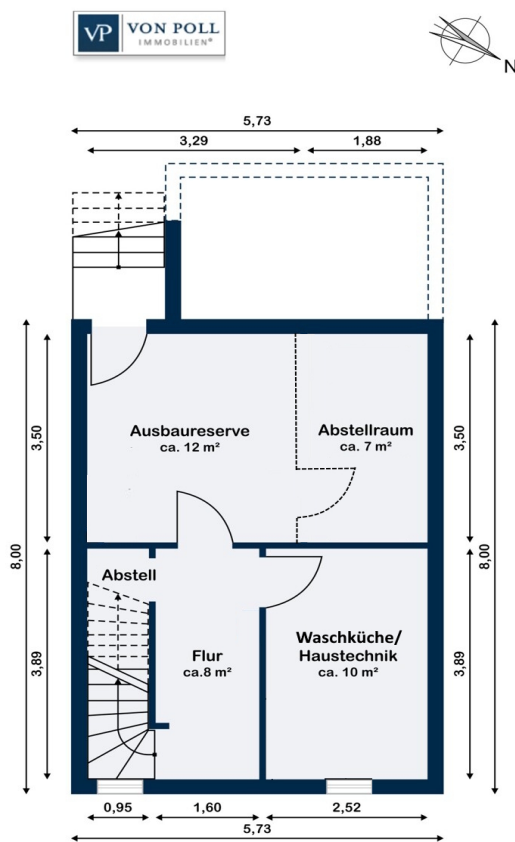 VP VON POLL
IMMOBILIEN®
N
5,73
3,29 1,88
Ausbaureserve
ca. 12 m²
Abstellraum
ca. 7 m²
3,50
3,50
8,00
8,00
Abstell
Flur
ca.8 m²
Waschküche/
Haustechnik
ca. 10 m²
3,89
3,89
0,95 1,60 2,52
5,73